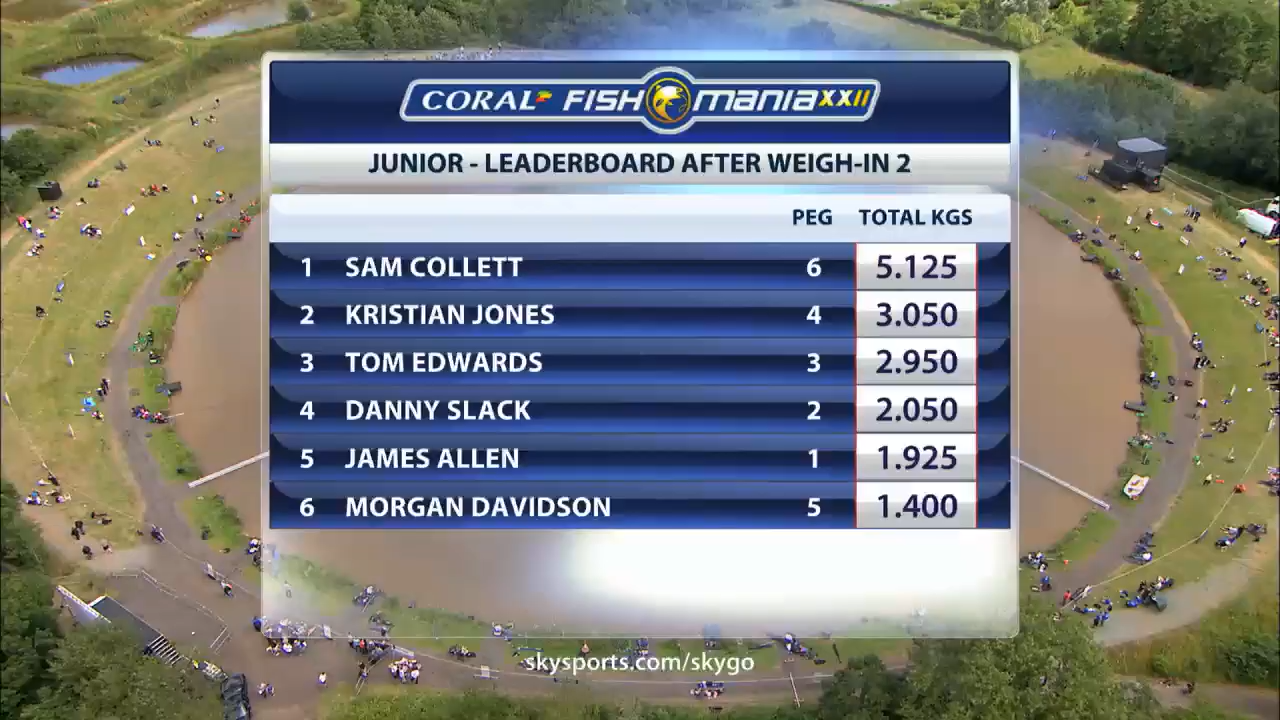 CORAL FISH MANIA XXII
JUNIOR - LEADERBOARD AFTER WEIGH-IN 2
PEG TOTAL KGS
1 SAM COLLETT 6 5.125
2 KRISTIAN JONES 4 3.050
3 TOM EDWARDS 3 2.950
4 DANNY SLACK 2 2.050
5 JAMES ALLEN 1 1.925
6 MORGAN DAVIDSON 5 1.400
skysports.com/skygo